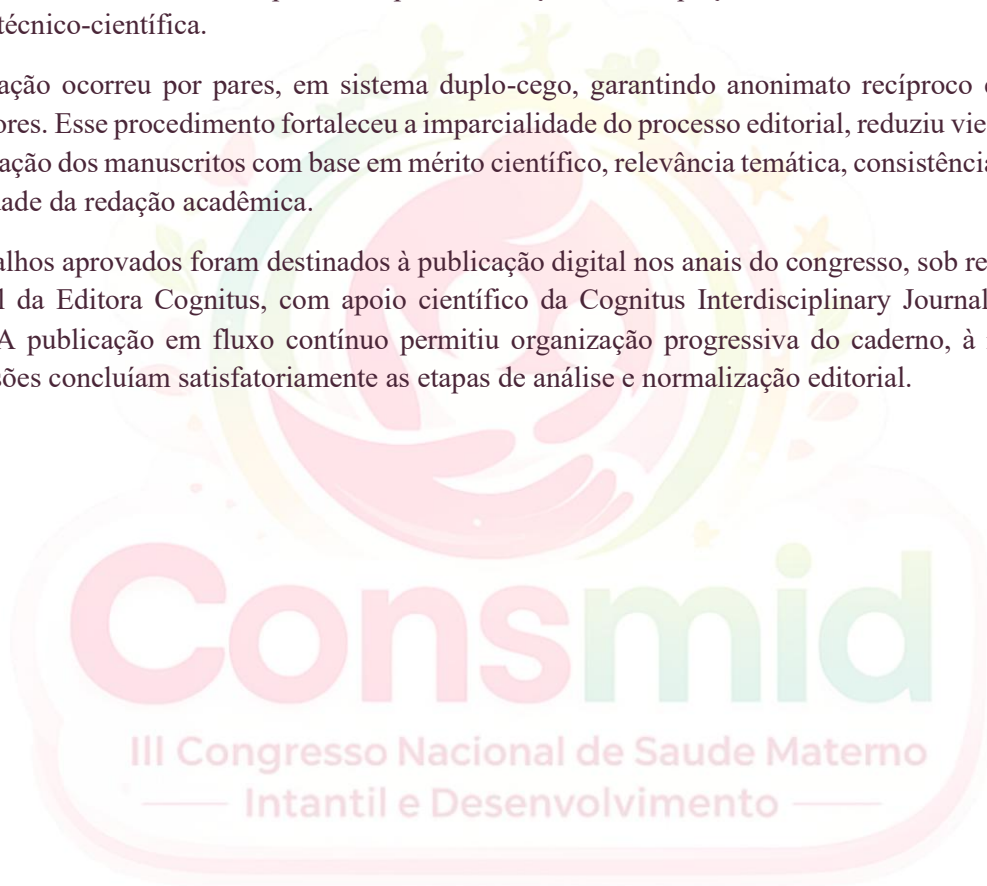 técnico-científica.
ação ocorreu por pares, em sistema duplo-cego, garantindo anonimato recíproco
ores. Esse procedimento fortaleceu a imparcialidade do processo editorial, reduziu vie
ação dos manuscritos com base em mérito científico, relevância temática, consistência
dade da redação acadêmica.
alhos aprovados foram destinados à publicação digital nos anais do congresso, sob re
l da Editora Cognitus, com apoio científico da Cognitus Interdisciplinary Journal
A publicação em fluxo contínuo permitiu organização progressiva do caderno, à
sões concluíam satisfatoriamente as etapas de análise e normalização editorial.
Consmid
III Congresso Nacional de Saude Materno
Intantil e Desenvolvimento